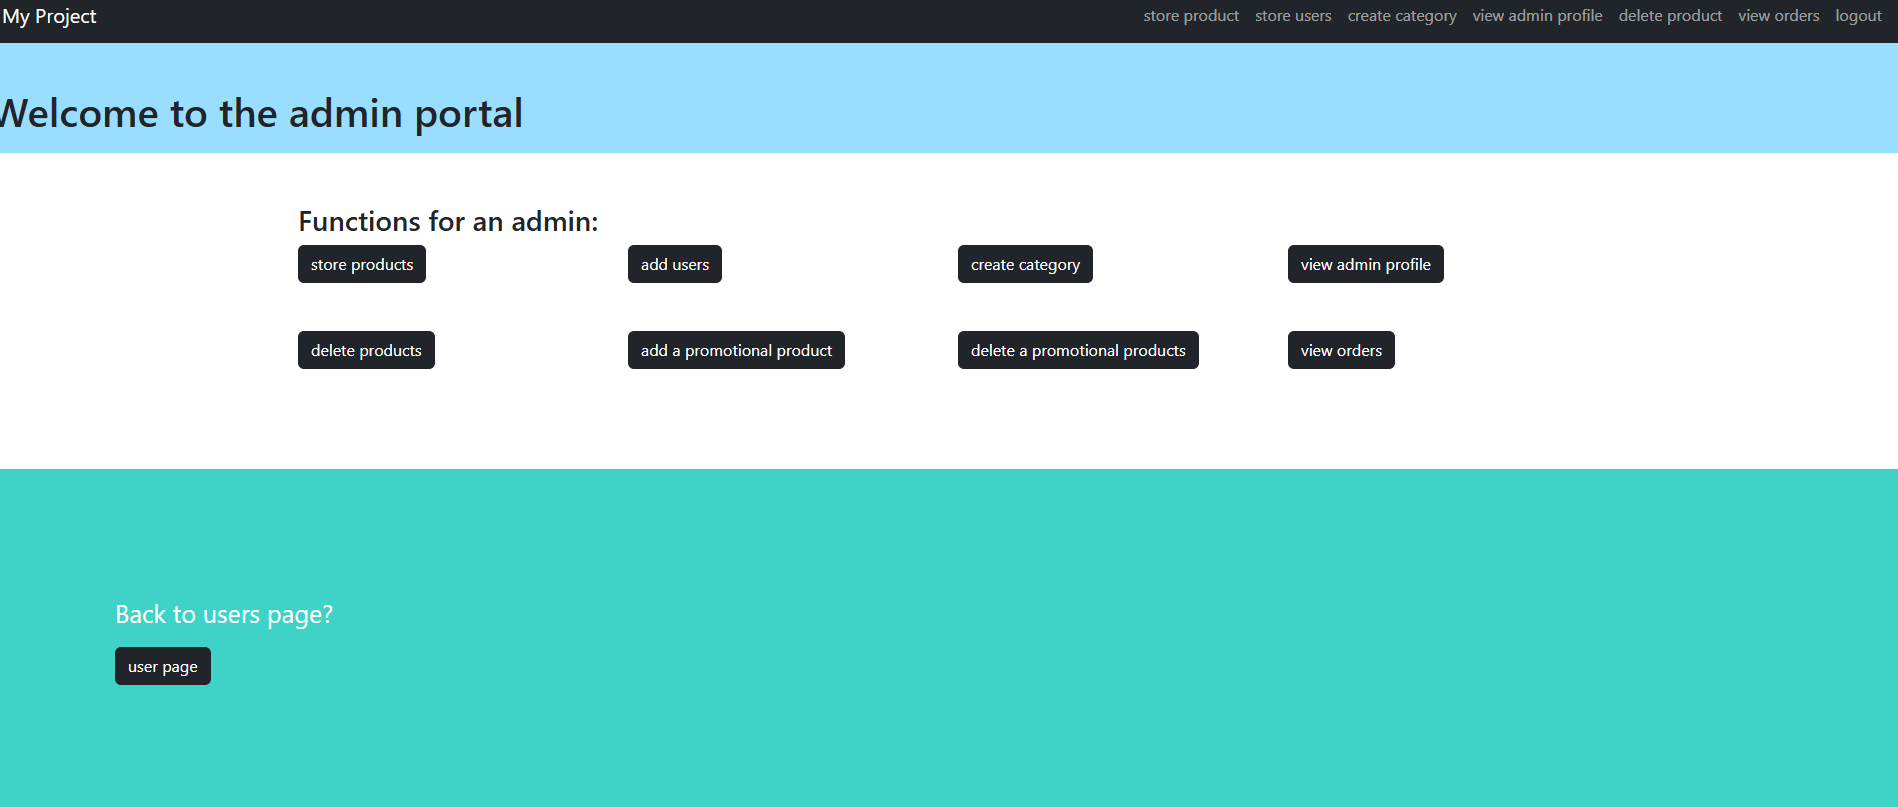 My Project store product store users create category view admin profile delete product view orders logout
Welcome to the admin portal
Functions for an admin:
store products add users create category view admin profile
delete products add a promotional product delete a promotional products view orders
Back to users page?
user page